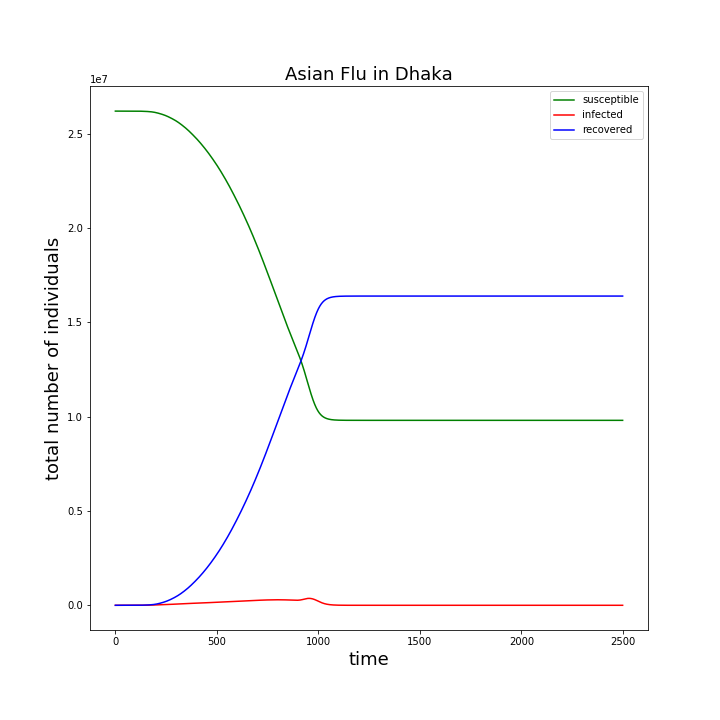 Asian Flu in Dhaka
1e7
susceptible
infected
recovered
2.5
2.0
1.5
1.0
0.5
0.0
total number of individuals
0 500 1000 1500 2000 2500
time